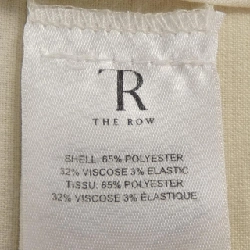 TR
THE ROW
SHELL: 65% POLYESTER
32% VISCOSE 3% ELASTIC
TISSU: 65% POLYESTER
32% VISCOSE 3% ÉLASTIQUE